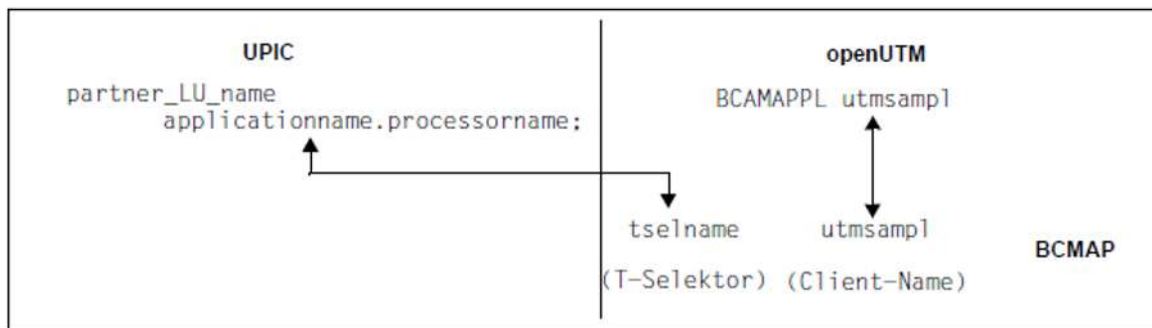 UPIC
partner_LU_name
applicationname.processorname;
openUTM
BCAMAPPL utmsampl
tselname utmsampl
(T-Selektor) (Client-Name)
BCMAP